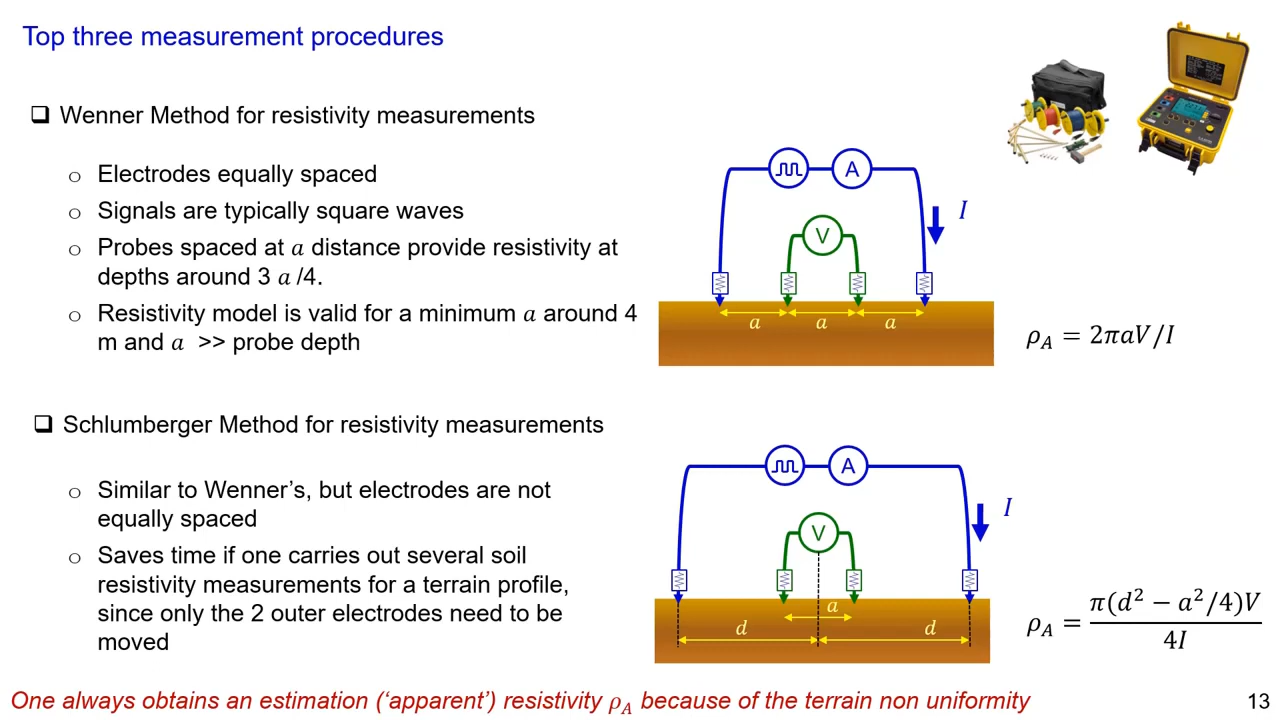 Top three measurement procedures
❑ Wenner Method for resistivity measurements
o Electrodes equally spaced
o Signals are typically square waves
o Probes spaced at 𝑎 distance provide resistivity at
depths around 3 𝑎 /4.
o Resistivity model is valid for a minimum 𝑎 around 4
m and 𝑎 >> probe depth
A
I
V
a a a
ρ_A = 2πaV/I
❑ Schlumberger Method for resistivity measurements
o Similar to Wenner’s, but electrodes are not
equally spaced
o Saves time if one carries out several soil
resistivity measurements for a terrain profile,
since only the 2 outer electrodes need to be
moved
A
I
V
a
d d
ρ_A = π(d² − a²/4)V / 4I
One always obtains an estimation (‘apparent’) resistivity ρ_A because of the terrain non uniformity
13